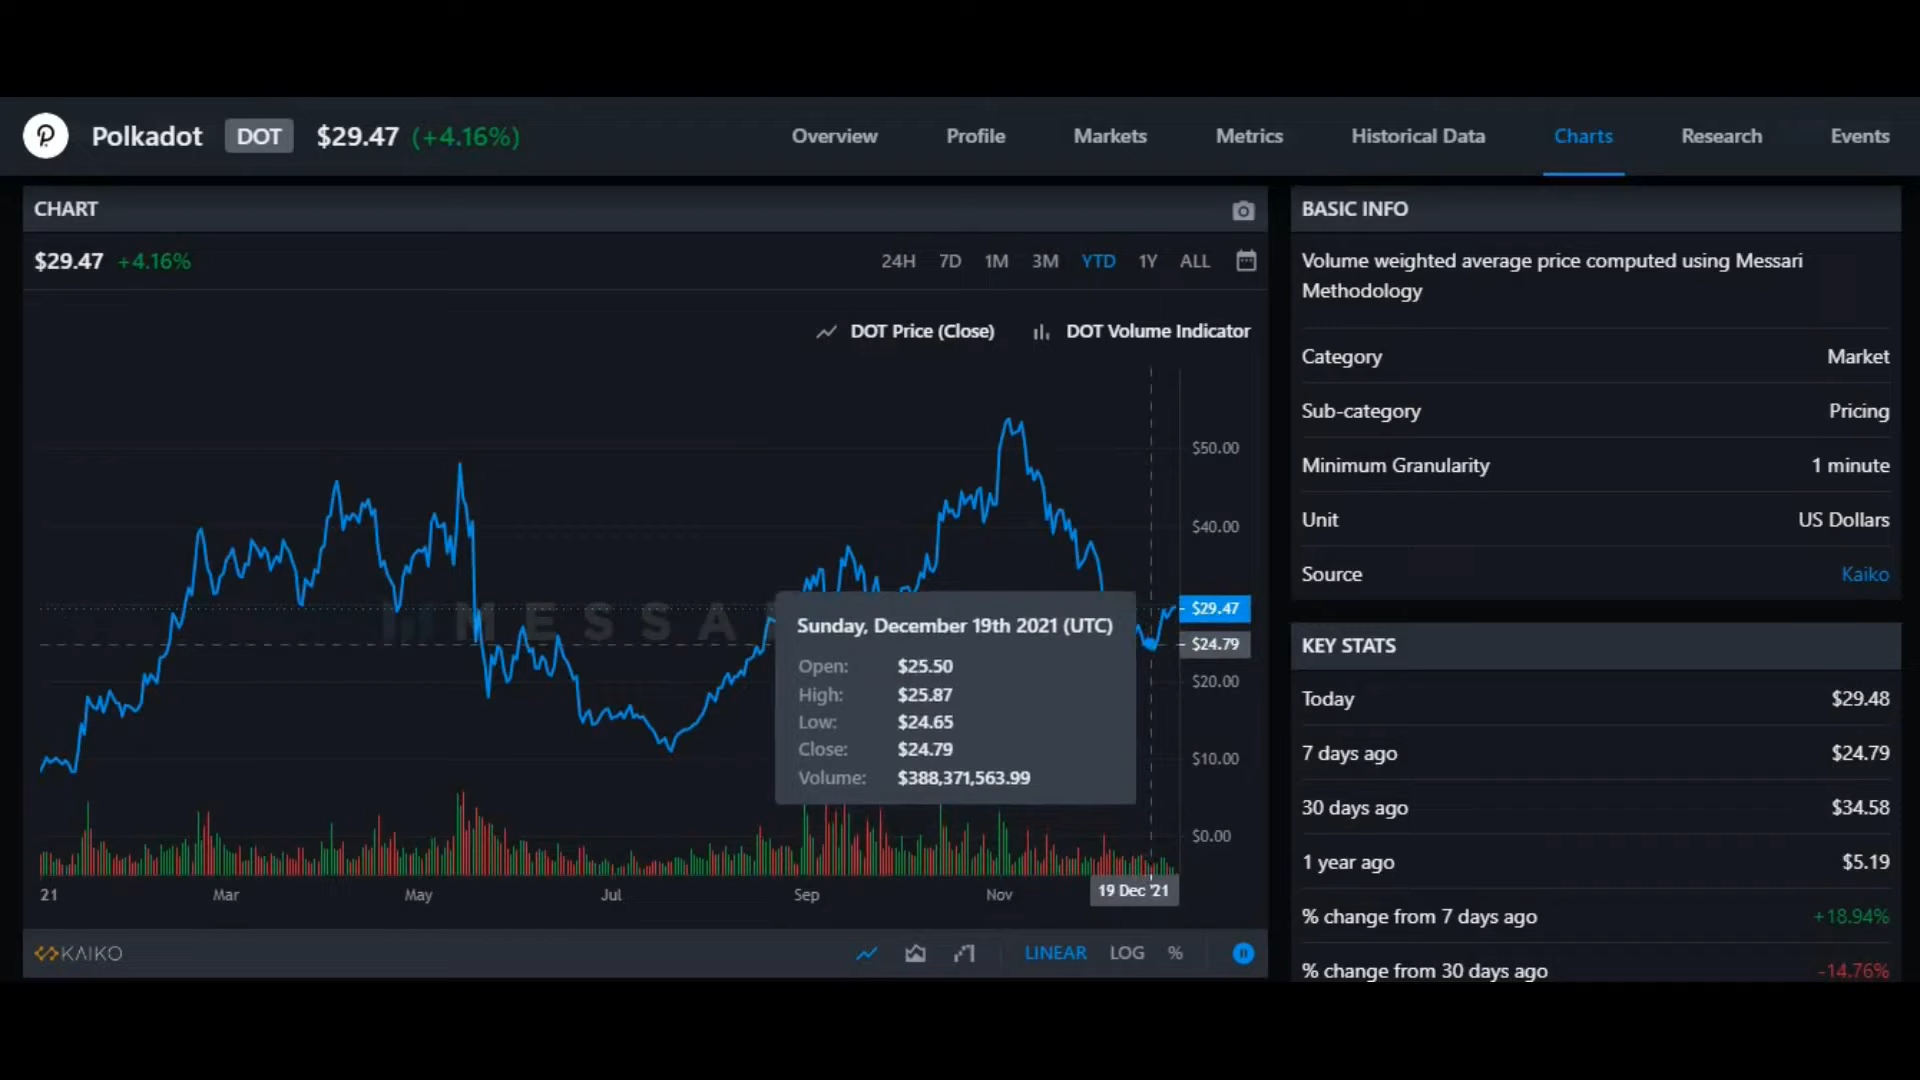 Polkadot DOT $29.47 (+4.16%) Overview Profile Markets Metrics Historical Data Charts Research Events
CHART
$29.47 +4.16%
24H 7D 1M 3M YTD 1Y ALL
DOT Price (Close) DOT Volume Indicator
MESSA
$50.00
$40.00
$29.47
$24.79
$20.00
$10.00
$0.00
Sunday, December 19th 2021 (UTC)
Open: $25.50
High: $25.87
Low: $24.65
Close: $24.79
Volume: $388,371,563.99
21 Mar May Jul Sep Nov 19 Dec '21
KAIKO
LINEAR LOG %
BASIC INFO
Volume weighted average price computed using Messari
Methodology
Category Market
Sub-category Pricing
Minimum Granularity 1 minute
Unit US Dollars
Source Kaiko
KEY STATS
Today $29.48
7 days ago $24.79
30 days ago $34.58
1 year ago $5.19
% change from 7 days ago +18.94%
% change from 30 days ago -14.76%